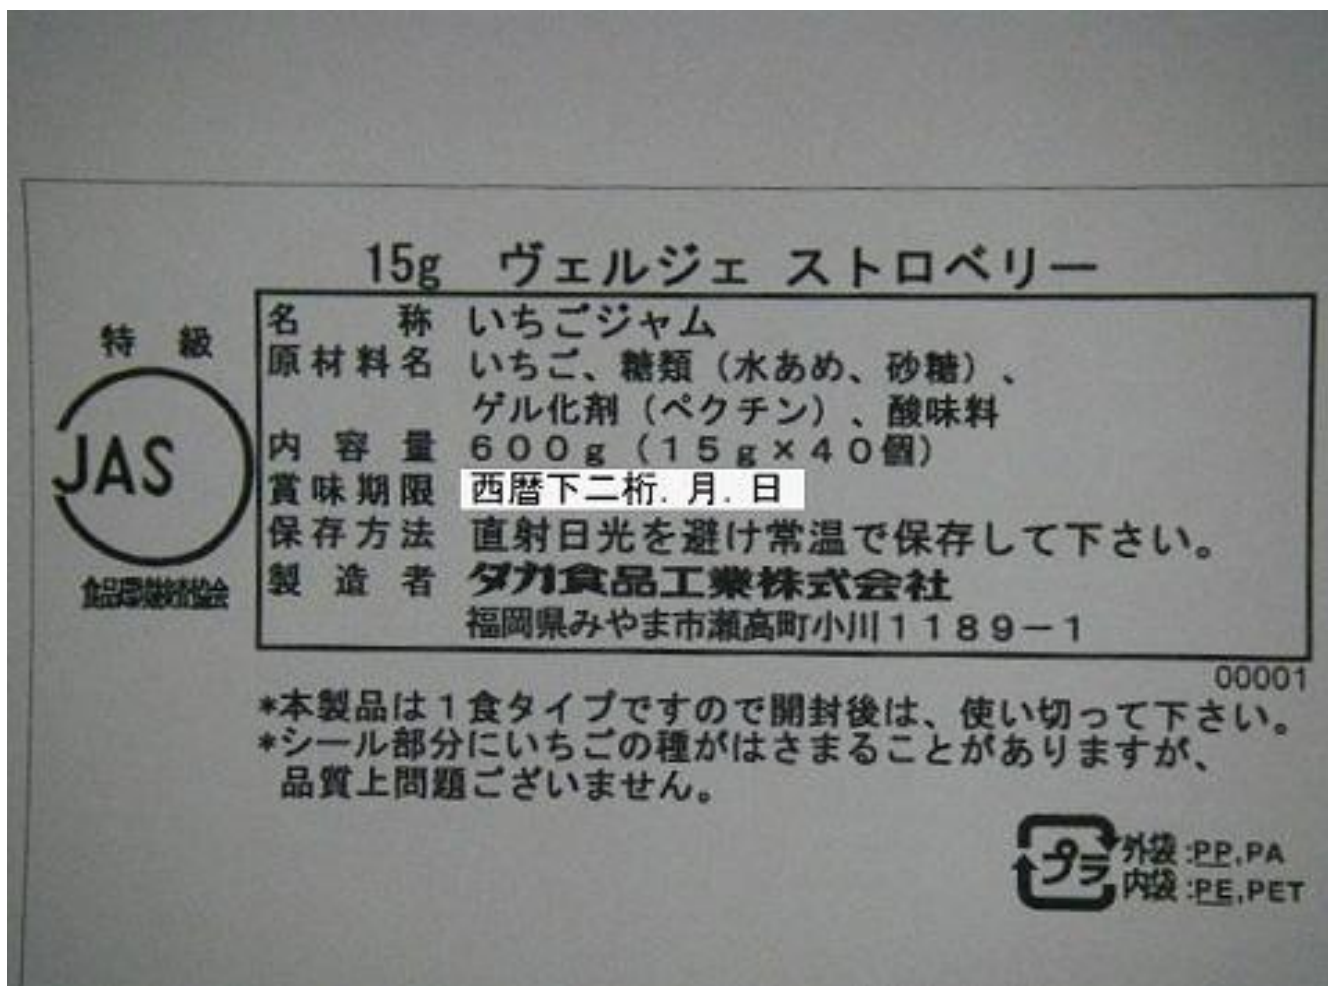 15g ヴェルジェ ストロベリー
特級
JAS
名称 いちごジャム
原材料名 いちご、糖類（水あめ、砂糖）、
ゲル化剤（ペクチン）、酸味料
内容量 600g（15g×40個）
賞味期限 西暦下二桁.月.日
保存方法 直射日光を避け常温で保存して下さい。
製造者 タカ食品工業株式会社
福岡県みやま市瀬高町小川1189－1
00001
*本製品は1食タイプですので開封後は、使い切って下さい。
*シール部分にいちごの種がはさまることがありますが、
品質上問題ございません。
プラ
外袋:PP,PA
内袋:PE,PET